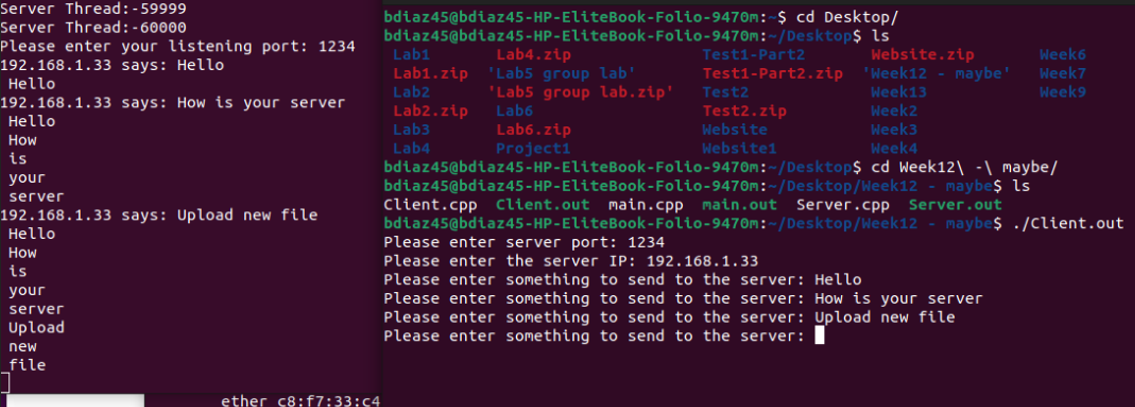 Server Thread:-59999
Server Thread:-60000
Please enter your listening port: 1234
192.168.1.33 says: Hello
Hello
192.168.1.33 says: How is your server
Hello
How
is
your
server
192.168.1.33 says: Upload new file
Hello
How
is
your
server
Upload
new
file
ether c8:f7:33:c4
bdiaz45@bdiaz45-HP-EliteBook-Folio-9470m:~$ cd Desktop/
bdiaz45@bdiaz45-HP-EliteBook-Folio-9470m:~/Desktop$ ls
Lab1 Lab4.zip Test1-Part2 Website.zip Week6
Lab1.zip 'Lab5 group lab' Test1-Part2.zip 'Week12 - maybe' Week7
Lab2 'Lab5 group lab.zip' Test2 Week13 Week9
Lab2.zip Lab6 Test2.zip Week2
Lab3 Lab6.zip Website Week3
Lab4 Project1 Website1 Week4
bdiaz45@bdiaz45-HP-EliteBook-Folio-9470m:~/Desktop$ cd Week12\ -\ maybe/
bdiaz45@bdiaz45-HP-EliteBook-Folio-9470m:~/Desktop/Week12 - maybe$ ls
Client.cpp Client.out main.cpp main.out Server.cpp Server.out
bdiaz45@bdiaz45-HP-EliteBook-Folio-9470m:~/Desktop/Week12 - maybe$ ./Client.out
Please enter server port: 1234
Please enter the server IP: 192.168.1.33
Please enter something to send to the server: Hello
Please enter something to send to the server: How is your server
Please enter something to send to the server: Upload new file
Please enter something to send to the server: